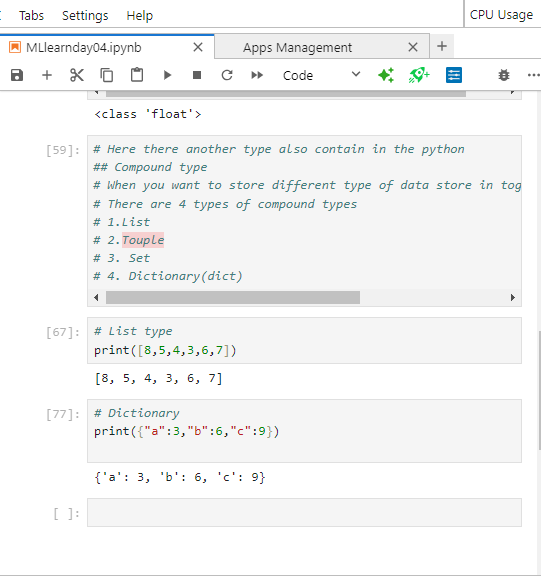 Tabs Settings Help
CPU Usage
MLlearnday04.ipynb
Apps Management
Code
<class 'float'>
[59]:
# Here there another type also contain in the python
## Compound type
# When you want to store different type of data store in tog
# There are 4 types of compound types
# 1.List
# 2.Touple
# 3. Set
# 4. Dictionary(dict)
[67]:
# List type
print([8,5,4,3,6,7])
[8, 5, 4, 3, 6, 7]
[77]:
# Dictionary
print({"a":3,"b":6,"c":9})
{'a': 3, 'b': 6, 'c': 9}
[ ]: